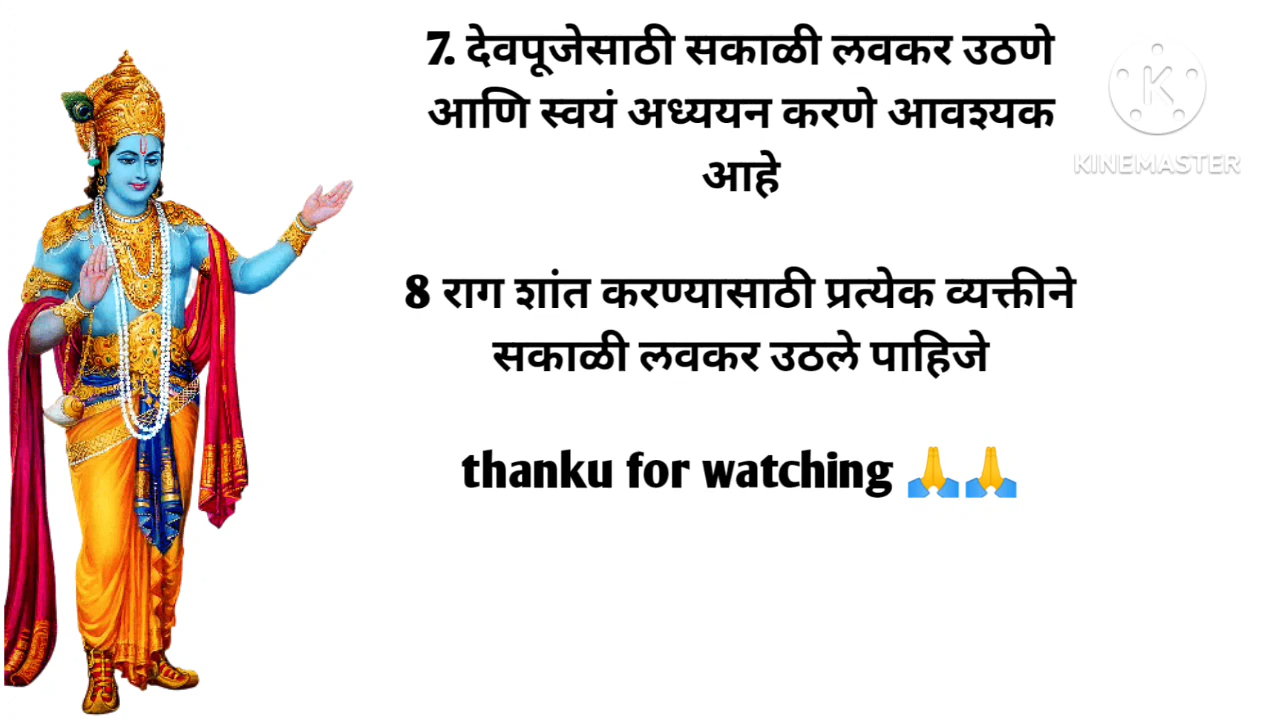 7. देवपूजेसाठी सकाळी लवकर उठणे
आणि स्वयं अध्ययन करणे आवश्यक
आहे
8 राग शांत करण्यासाठी प्रत्येक व्यक्तीने
सकाळी लवकर उठले पाहिजे
thanku for watching 🙏🙏
K
KINEMASTER